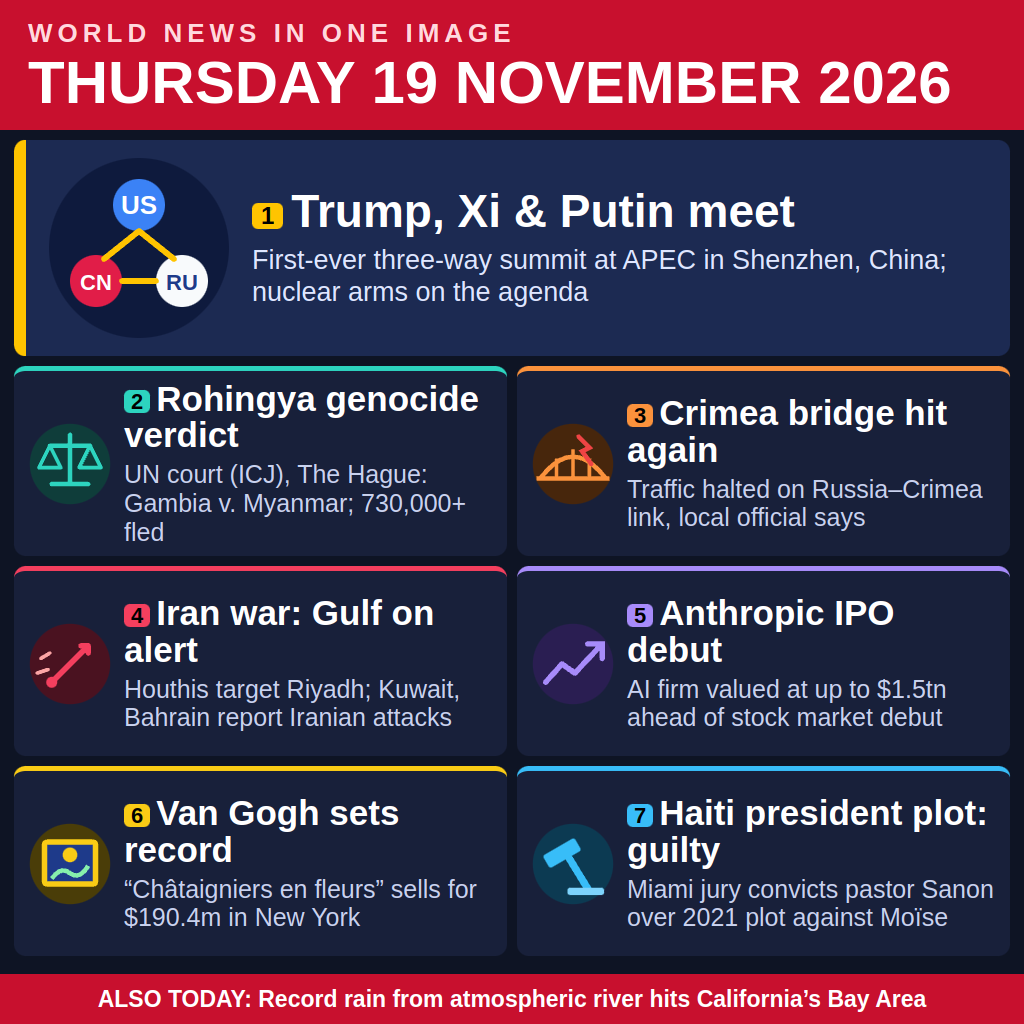 WORLD NEWS IN ONE IMAGE
THURSDAY 19 NOVEMBER 2026
US
CN
RU
1 Trump, Xi & Putin meet
First-ever three-way summit at APEC in Shenzhen, China;
nuclear arms on the agenda
2 Rohingya genocide
verdict
UN court (ICJ), The Hague:
Gambia v. Myanmar; 730,000+
fled
3 Crimea bridge hit
again
Traffic halted on Russia–Crimea
link, local official says
4 Iran war: Gulf on
alert
Houthis target Riyadh; Kuwait,
Bahrain report Iranian attacks
5 Anthropic IPO
debut
AI firm valued at up to $1.5tn
ahead of stock market debut
6 Van Gogh sets
record
“Châtaigniers en fleurs” sells for
$190.4m in New York
7 Haiti president plot:
guilty
Miami jury convicts pastor Sanon
over 2021 plot against Moïse
ALSO TODAY: Record rain from atmospheric river hits California’s Bay Area